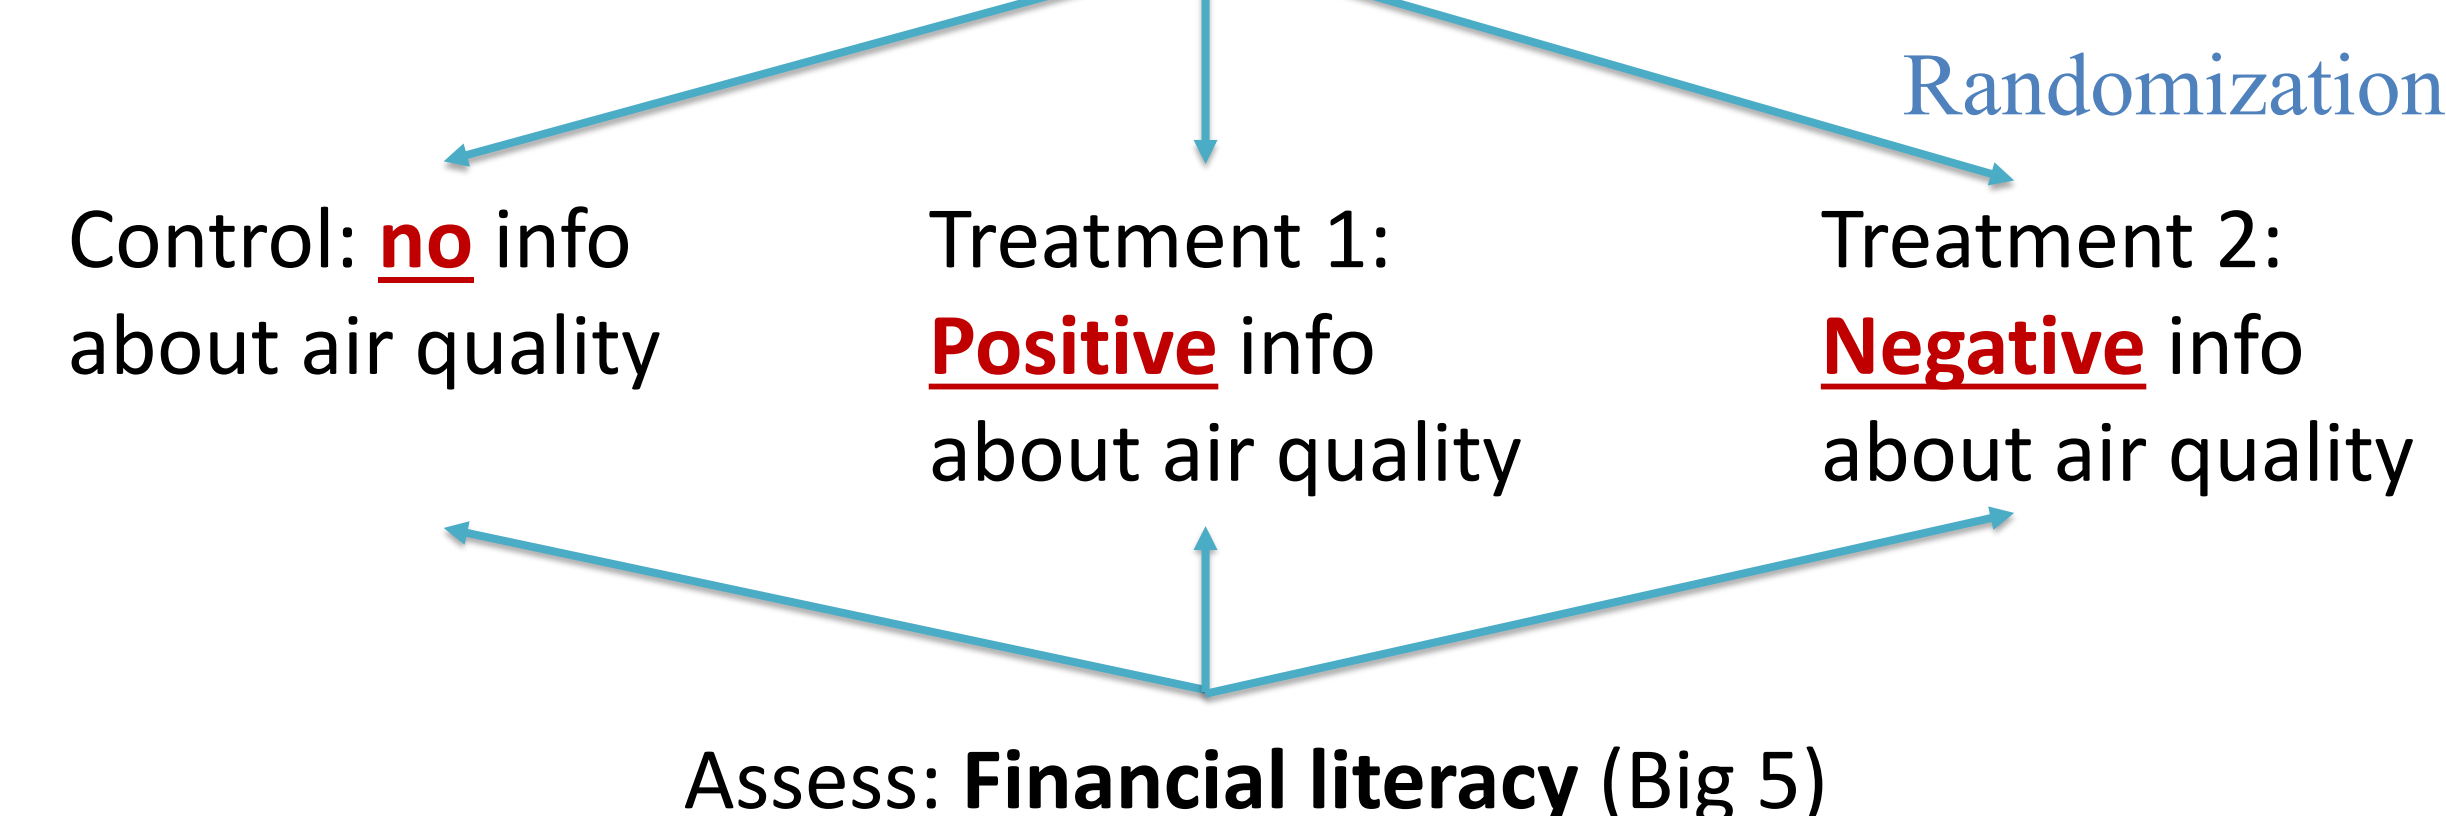 Randomization
Control: no info
about air quality
Treatment 1:
Positive info
about air quality
Treatment 2:
Negative info
about air quality
Assess: Financial literacy (Big 5)